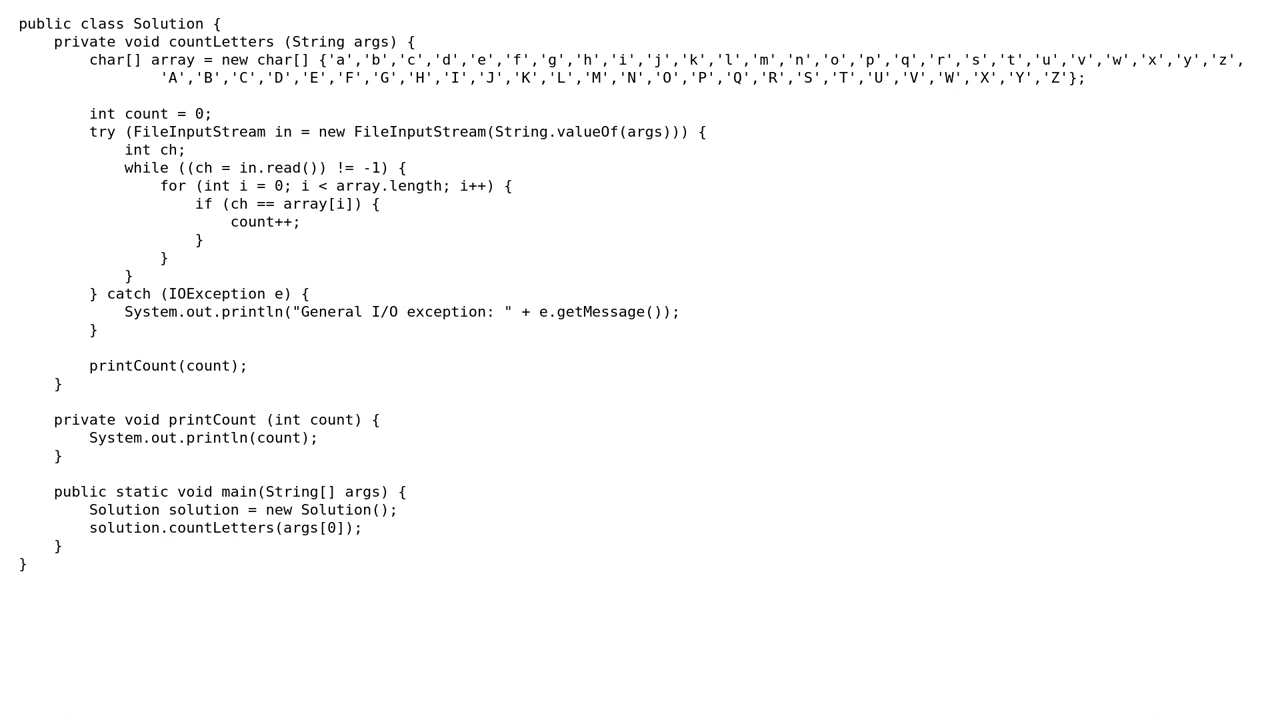 public class Solution {
    private void countLetters (String args) {
        char[] array = new char[] {'a','b','c','d','e','f','g','h','i','j','k','l','m','n','o','p','q','r','s','t','u','v','w','x','y','z',
                'A','B','C','D','E','F','G','H','I','J','K','L','M','N','O','P','Q','R','S','T','U','V','W','X','Y','Z'};

        int count = 0;
        try (FileInputStream in = new FileInputStream(String.valueOf(args))) {
            int ch;
            while ((ch = in.read()) != -1) {
                for (int i = 0; i < array.length; i++) {
                    if (ch == array[i]) {
                        count++;
                    }
                }
            }
        } catch (IOException e) {
            System.out.println("General I/O exception: " + e.getMessage());
        }

        printCount(count);
    }

    private void printCount (int count) {
        System.out.println(count);
    }

    public static void main(String[] args) {
        Solution solution = new Solution();
        solution.countLetters(args[0]);
    }
}